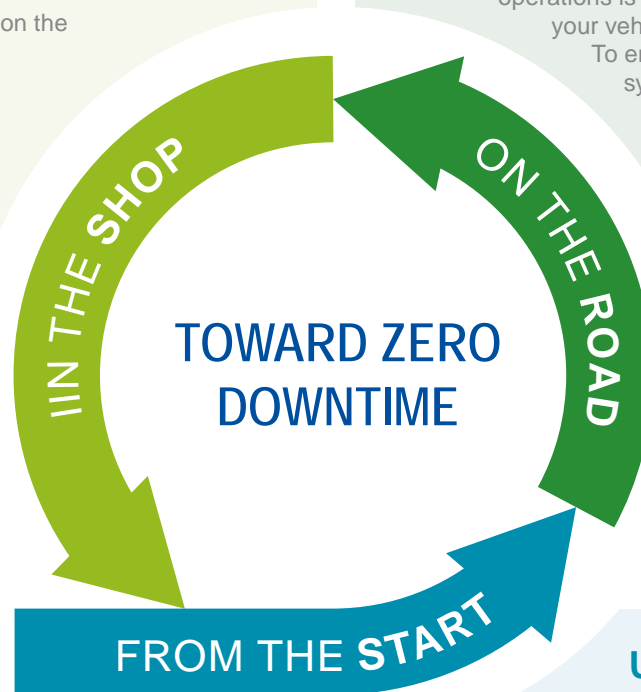 on the
operations is
your veh
To e
sy
IIN THE SHOP
ON THE ROAD
TOWARD ZERO
DOWNTIME
FROM THE START
U